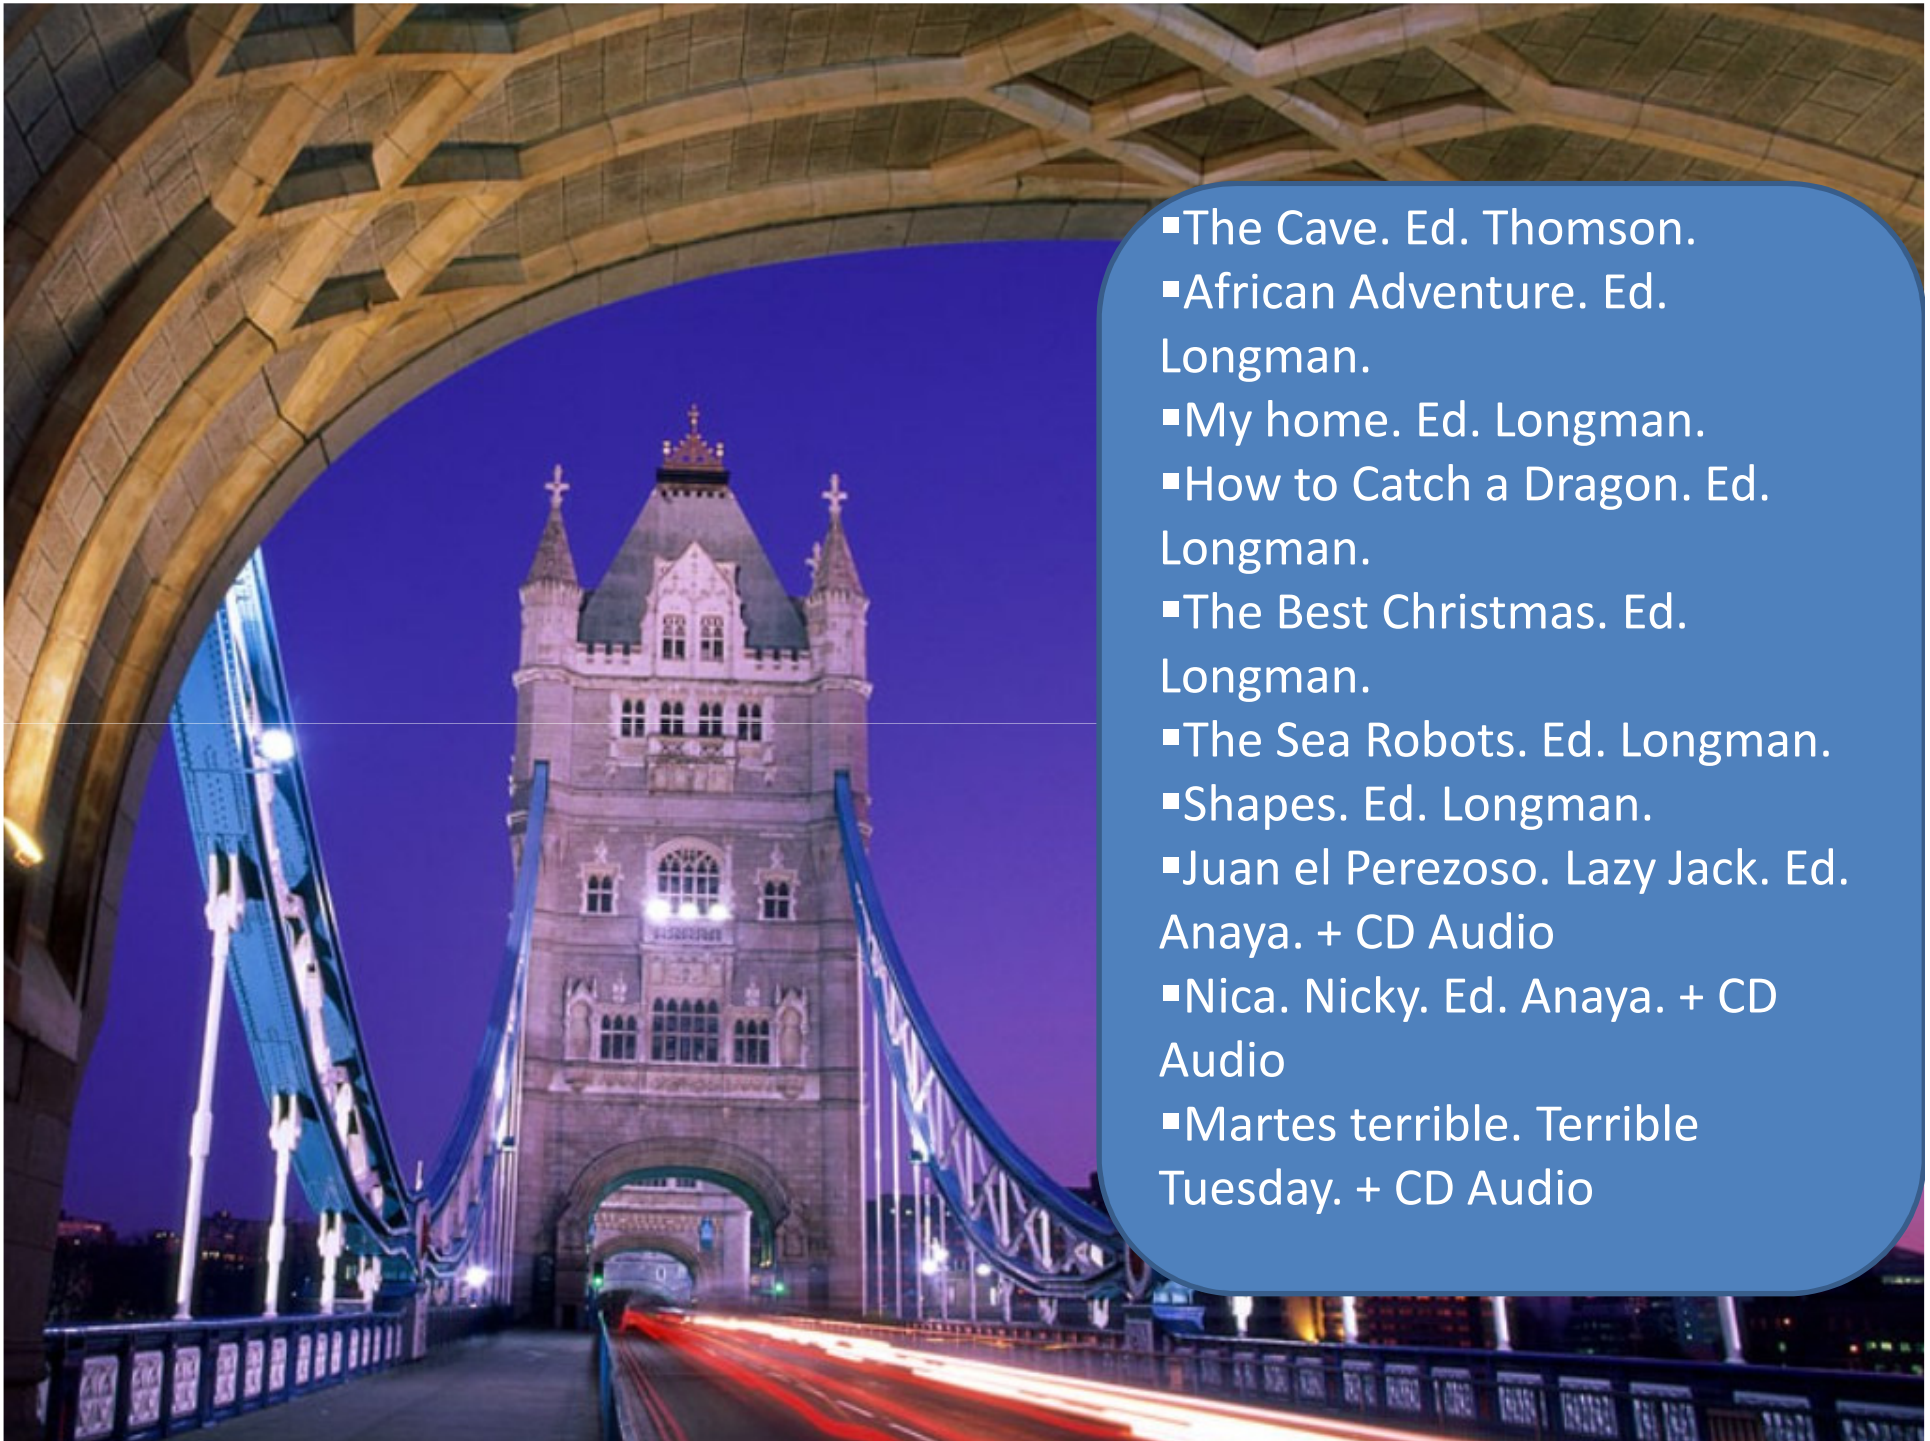 ▪The Cave. Ed. Thomson.
▪African Adventure. Ed.
Longman.
▪My home. Ed. Longman.
▪How to Catch a Dragon. Ed.
Longman.
▪The Best Christmas. Ed.
Longman.
▪The Sea Robots. Ed. Longman.
▪Shapes. Ed. Longman.
▪Juan el Perezoso. Lazy Jack. Ed.
Anaya. + CD Audio
▪Nica. Nicky. Ed. Anaya. + CD
Audio
▪Martes terrible. Terrible
Tuesday. + CD Audio